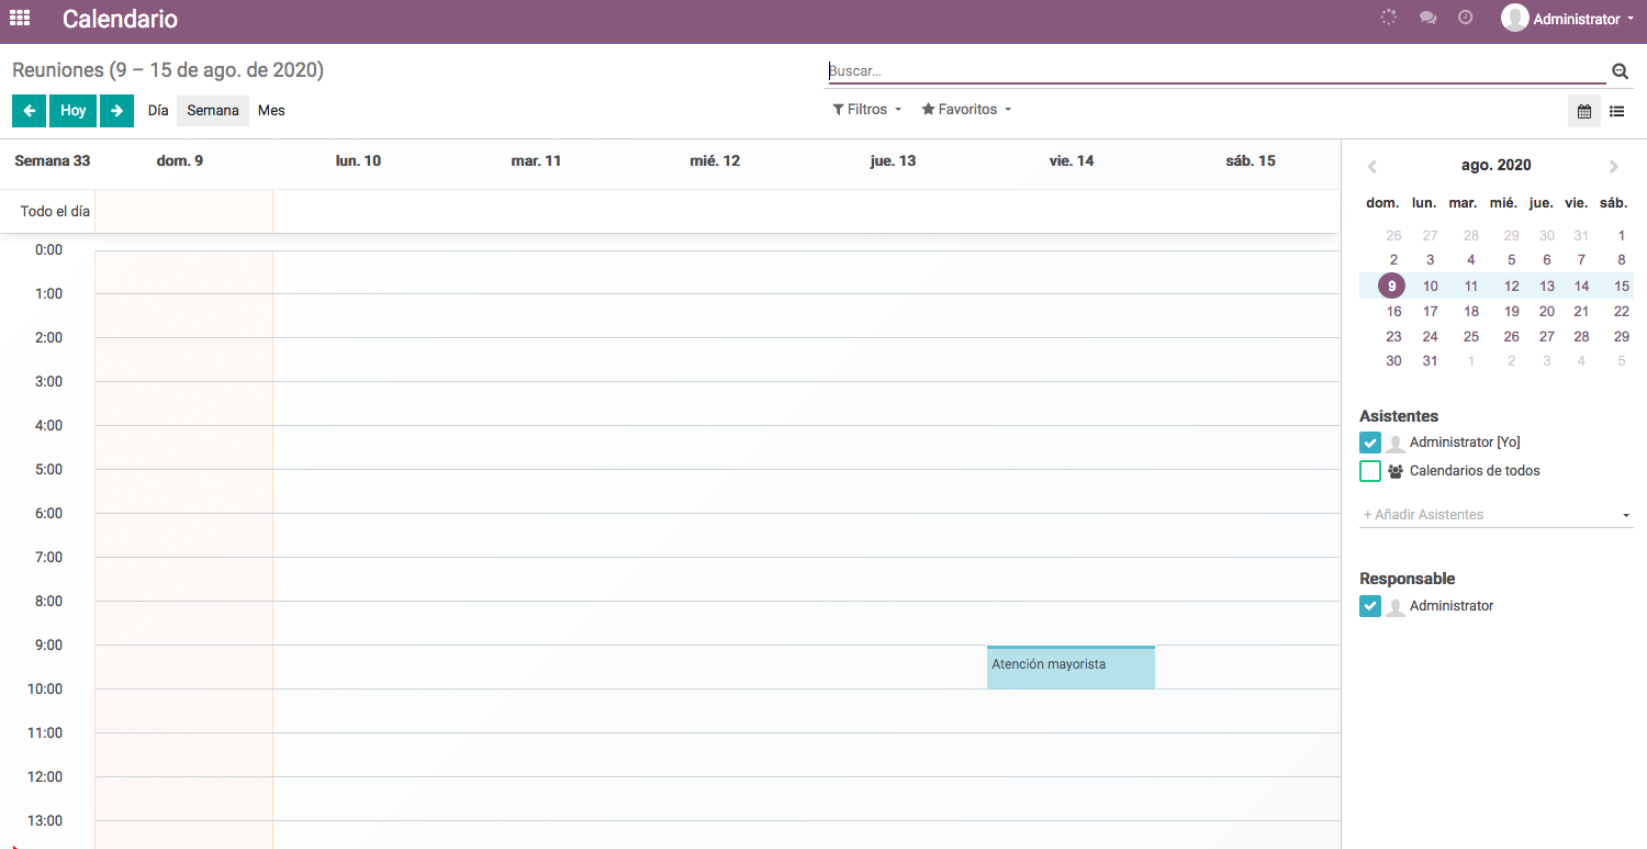 Calendario
Administrator
Reuniones (9 – 15 de ago. de 2020)
Buscar...
Hoy Día Semana Mes
Filtros Favoritos
Semana 33 dom. 9 lun. 10 mar. 11 mié. 12 jue. 13 vie. 14 sáb. 15
Todo el día
0:00
1:00
2:00
3:00
4:00
5:00
6:00
7:00
8:00
9:00
Atención mayorista
10:00
11:00
12:00
13:00
ago. 2020
dom. lun. mar. mié. jue. vie. sáb.
26 27 28 29 30 31 1
2 3 4 5 6 7 8
9 10 11 12 13 14 15
16 17 18 19 20 21 22
23 24 25 26 27 28 29
30 31 1 2 3 4 5
Asistentes
Administrator [Yo]
Calendarios de todos
+ Añadir Asistentes
Responsable
Administrator